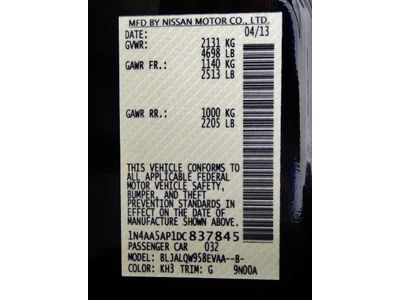 MFD BY NISSAN MOTOR CO., LTD.
DATE: 04/13
GVWR: 2131 KG
4698 LB
GAWR FR.: 1140 KG
2513 LB
GAWR RR.: 1000 KG
2205 LB
THIS VEHICLE CONFORMS TO
ALL APPLICABLE FEDERAL
MOTOR VEHICLE SAFETY,
BUMPER, AND THEFT
PREVENTION STANDARDS IN
EFFECT ON THE DATE OF
MANUFACTURE SHOWN ABOVE
1N4AA5AP1DC837845
PASSENGER CAR 032
MODEL: BLJALQW958EVAA--B-
COLOR: KH3 TRIM: G 9N00A